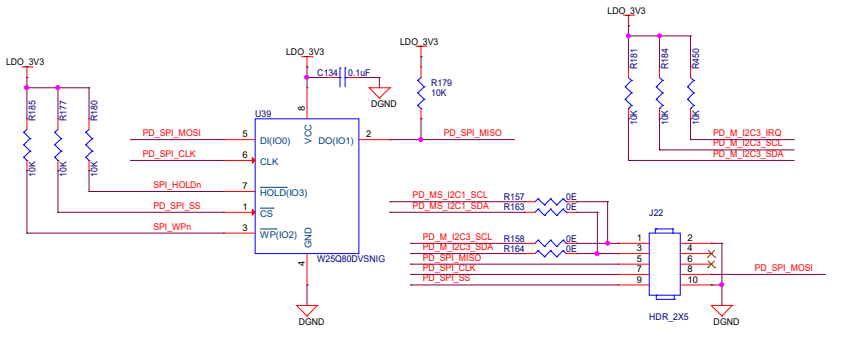 LDO_3V3
R185
10K
R177
10K
R180
10K
LDO_3V3
C134
0.1uF
DGND
LDO_3V3
R179
10K
U39
8
VCC
PD_SPI_MOSI
5
DI(IO0)
DO(IO1)
2
PD_SPI_MISO
PD_SPI_CLK
6
CLK
SPI_HOLDn
7
HOLD(IO3)
PD_SPI_SS
1
CS
SPI_WPn
3
WP(IO2)
GND
4
W25Q80DVSNIG
DGND
LDO_3V3
R181
10K
R184
10K
R450
10K
PD_M_I2C3_IRQ
PD_M_I2C3_SCL
PD_M_I2C3_SDA
PD_MS_I2C1_SCL
R157
0E
PD_MS_I2C1_SDA
R163
0E
PD_M_I2C3_SCL
R158
0E
PD_M_I2C3_SDA
R164
0E
PD_SPI_MISO
PD_SPI_CLK
PD_SPI_SS
J22
1
2
3
4
5
6
7
8
9
10
PD_SPI_MOSI
HDR_2X5
DGND